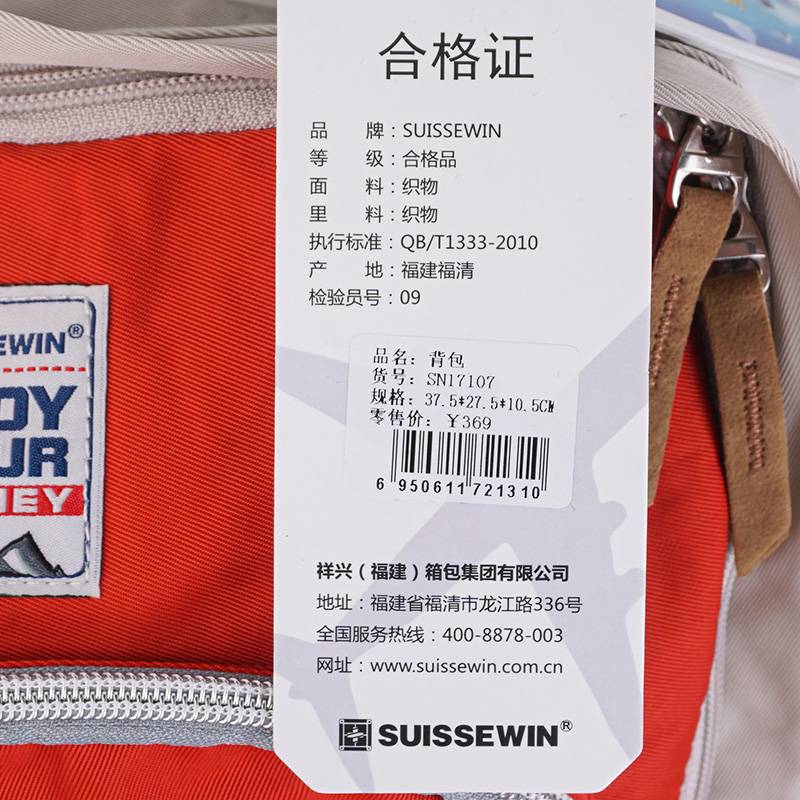 合格证
品 牌：SUISSEWIN
等 级：合格品
面 料：织物
里 料：织物
执行标准：QB/T1333-2010
产 地：福建福清
检验员号：09
品名：背包
货号：SN17107
规格：37.5*27.5*10.5CM
零售价：￥369
6 950611 721310
祥兴（福建）箱包集团有限公司
地址：福建省福清市龙江路336号
全国服务热线：400-8878-003
网址：www.suissewin.com.cn
SUISSEWIN®
EWIN®
OY
UR
NEY